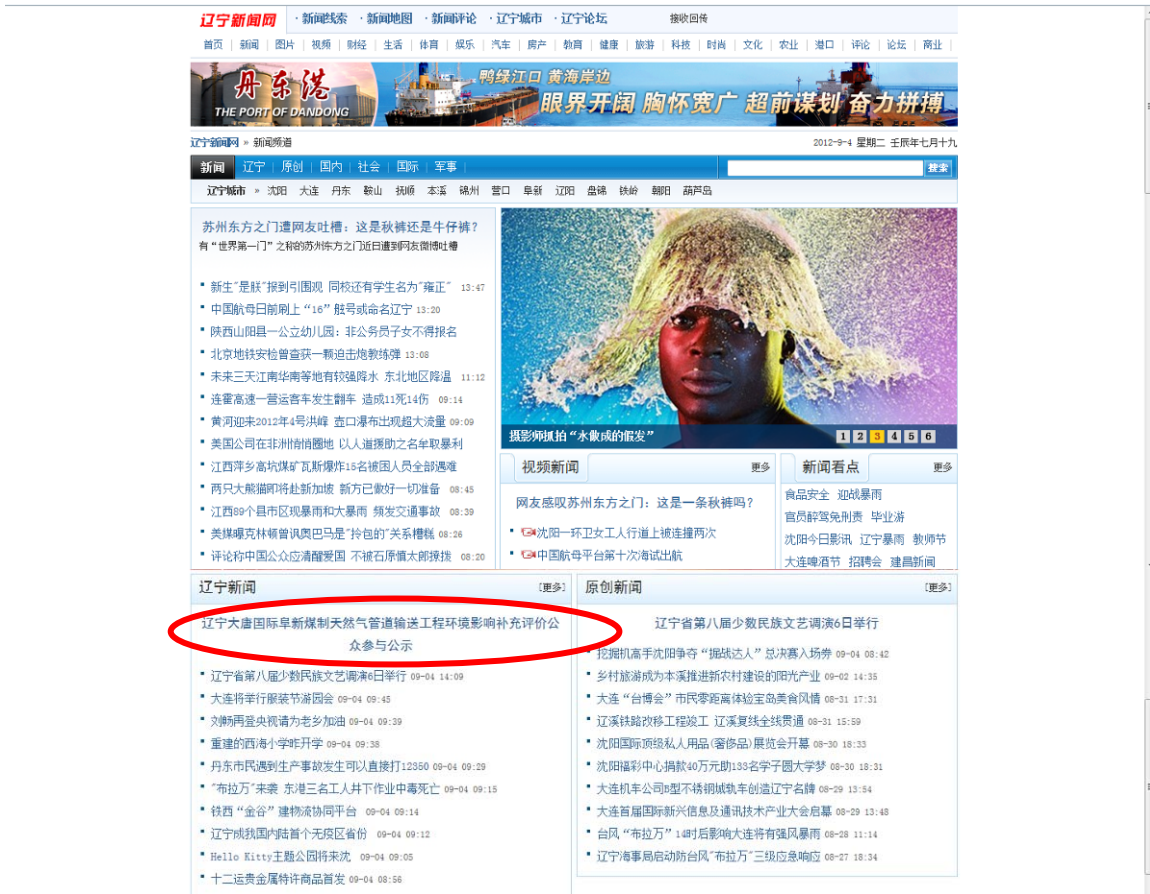 辽宁新闻网 ·新闻线索 ·新闻地图 ·新闻评论 ·辽宁城市 ·辽宁论坛 接收回传
首页 | 新闻 | 图片 | 视频 | 财经 | 生活 | 体育 | 娱乐 | 汽车 | 房产 | 教育 | 健康 | 旅游 | 科技 | 时尚 | 文化 | 农业 | 港口 | 评论 | 论坛 | 商业 |
丹东港
THE PORT OF DANDONG
鸭绿江口 黄海岸边
眼界开阔 胸怀宽广 超前谋划 奋力拼搏
辽宁新闻网 » 新闻频道
2012-9-4 星期二 壬辰年七月十九
新闻 辽宁 | 原创 | 国内 | 社会 | 国际 | 军事 |
搜索
辽宁城市 » 沈阳 大连 丹东 鞍山 抚顺 本溪 锦州 营口 阜新 辽阳 盘锦 铁岭 朝阳 葫芦岛
苏州东方之门遭网友吐槽：这是秋裤还是牛仔裤？
有“世界第一门”之称的苏州东方之门近日遭到网友微博吐槽
新生"是朕"报到引围观 同校还有学生名为"雍正" 13:47
中国航母日前刷上“16”舷号或命名辽宁 13:20
陕西山阳县一公立幼儿园：非公务员子女不得报名
北京地铁安检曾查获一颗迫击炮教练弹 13:08
未来三天江南华南等地有较强降水 东北地区降温 11:12
连霍高速一营运客车发生翻车 造成11死14伤 09:14
黄河迎来2012年4号洪峰 壶口瀑布出现超大流量 09:09
美国公司在非洲悄悄圈地 以人道援助之名牟取暴利
江西萍乡高坑煤矿瓦斯爆炸15名被困人员全部遇难
两只大熊猫即将赴新加坡 新方已做好一切准备 08:45
江西89个县市区现暴雨和大暴雨 频发交通事故 08:39
美媒曝克林顿曾讽奥巴马是"拎包的"关系糟糕 08:26
评论称中国公众应清醒爱国 不被石原慎太郎撩拨 08:20
摄影师抓拍“水做成的假发”
1 2 3 4 5 6
视频新闻 更多
网友感叹苏州东方之门：这是一条秋裤吗？
沈阳一环卫女工人行道上被连撞两次
中国航母平台第十次海试出航
新闻看点 更多
食品安全 迎战暴雨
官员醉驾免刑责 毕业游
沈阳今日影讯 辽宁暴雨 教师节
大连啤酒节 招聘会 建昌新闻
辽宁新闻 [更多]
辽宁大唐国际阜新煤制天然气管道输送工程环境影响补充评价公
众参与公示
辽宁省第八届少数民族文艺调演6日举行 09-04 14:09
大连将举行服装节游园会 09-04 09:45
刘畅再登央视请为老乡加油 09-04 09:39
重建的西海小学昨开学 09-04 09:38
丹东市民遇到生产事故发生可以直接打12350 09-04 09:29
"布拉万"来袭 东港三名工人井下作业中毒死亡 09-04 09:15
铁西“金谷”建物流协同平台 09-04 09:14
辽宁成我国内陆首个无疫区省份 09-04 09:12
Hello Kitty主题公园将来沈 09-04 09:05
十二运贵金属特许商品首发 09-04 08:56
原创新闻 [更多]
辽宁省第八届少数民族文艺调演6日举行
挖掘机高手沈阳争夺“掘战达人”总决赛入场券 09-04 08:42
乡村旅游成为本溪推进新农村建设的阳光产业 09-02 14:35
大连“台博会”市民零距离体验宝岛美食风情 08-31 17:31
辽溪铁路改移工程竣工 辽溪复线全线贯通 08-31 15:59
沈阳国际顶级私人用品(奢侈品)展览会开幕 08-30 18:33
沈阳福彩中心捐款40万元助133名学子圆大学梦 08-30 18:31
大连机车公司B型不锈钢城轨车创造辽宁名牌 08-29 13:54
大连首届国际新兴信息及通讯技术产业大会启幕 08-29 13:48
台风“布拉万”14时后影响大连将有强风暴雨 08-28 11:14
辽宁海事局启动防台风"布拉万"三级应急响应 08-27 18:34